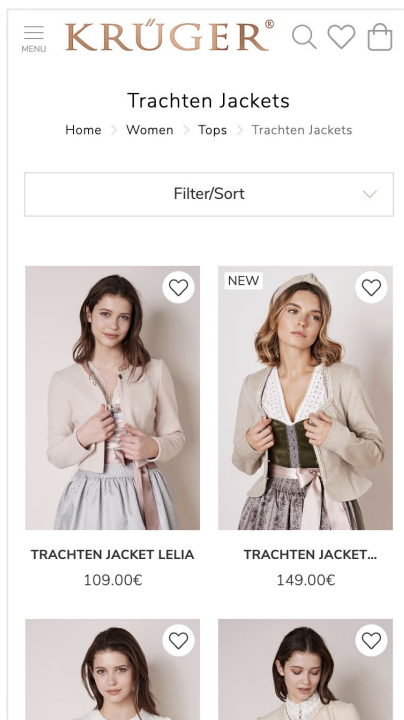 MENU
KRÜGER®
Trachten Jackets
Home > Women > Tops > Trachten Jackets
Filter/Sort
NEW
TRACHTEN JACKET LELIA
109.00€
TRACHTEN JACKET...
149.00€